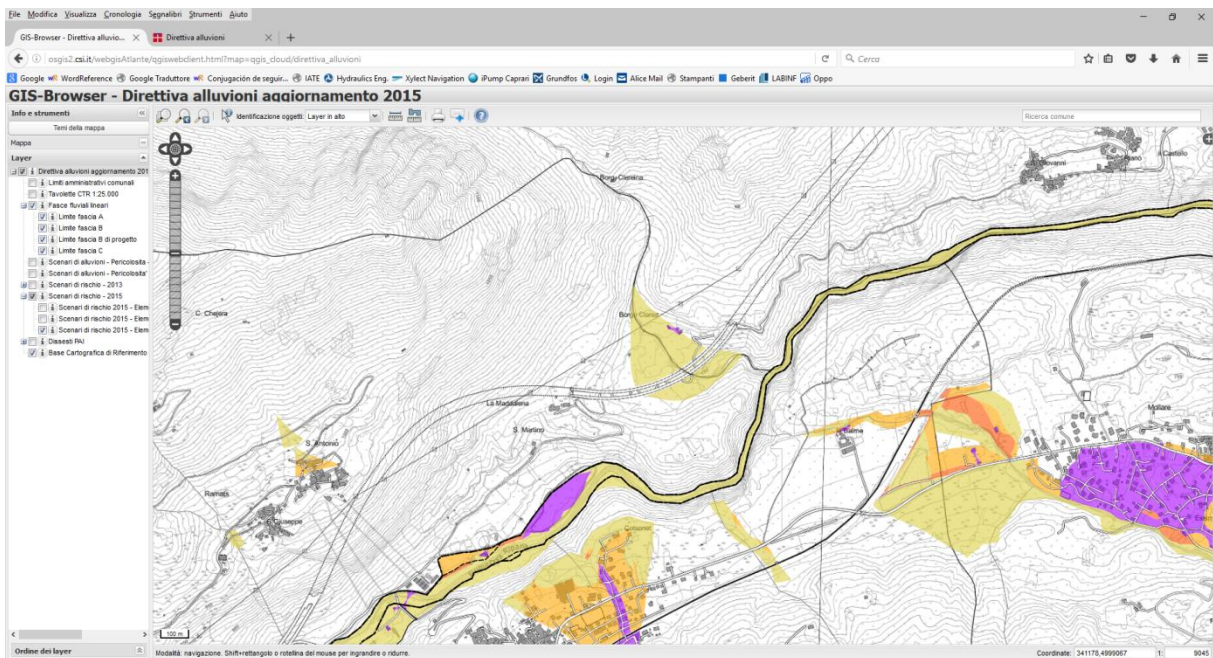 File Modifica Visualizza Cronologia Segnalibri Strumenti Aiuto
GIS-Browser - Direttiva alluvio... Direttiva alluvioni
osgis2.csi.it/webgisAtlante/qgiswebclient.html?map=qgis_cloud/direttiva_alluvioni Cerca
Google WordReference Google Traduttore Conjugación de seguir... IATE Hydraulics Eng. Xylect Navigation iPump Caprari Grundfos Login Alice Mail Stampanti Geberit LABINF Oppo
GIS-Browser - Direttiva alluvioni aggiornamento 2015
Info e strumenti Identificazione oggetti: Layer in alto Ricerca comune
Temi della mappa
Mappa
Layer
Direttiva alluvioni aggiornamento 201
Limiti amministrativi comunali
Tavolette CTR 1:25.000
Fasce fluviali lineari
Limite fascia A
Limite fascia B
Limite fascia B di progetto
Limite fascia C
Scenari di alluvioni - Pericolosita -
Scenari di alluvioni - Pericolosita'
Scenari di rischio - 2013
Scenari di rischio - 2015
Scenari di rischio 2015 - Elem
Scenari di rischio 2015 - Elem
Scenari di rischio 2015 - Elem
Dissesti PAI
Base Cartografica di Riferimento
il Castello
C. Chejera
La Maddalena
S. Martino
Mollare
S. Antonio
Ramats
100 m
Ordine dei layer Modalità: navigazione. Shift+rettangolo o rotellina del mouse per ingrandire o ridurre. Coordinate: 341178,4999067 1: 9045